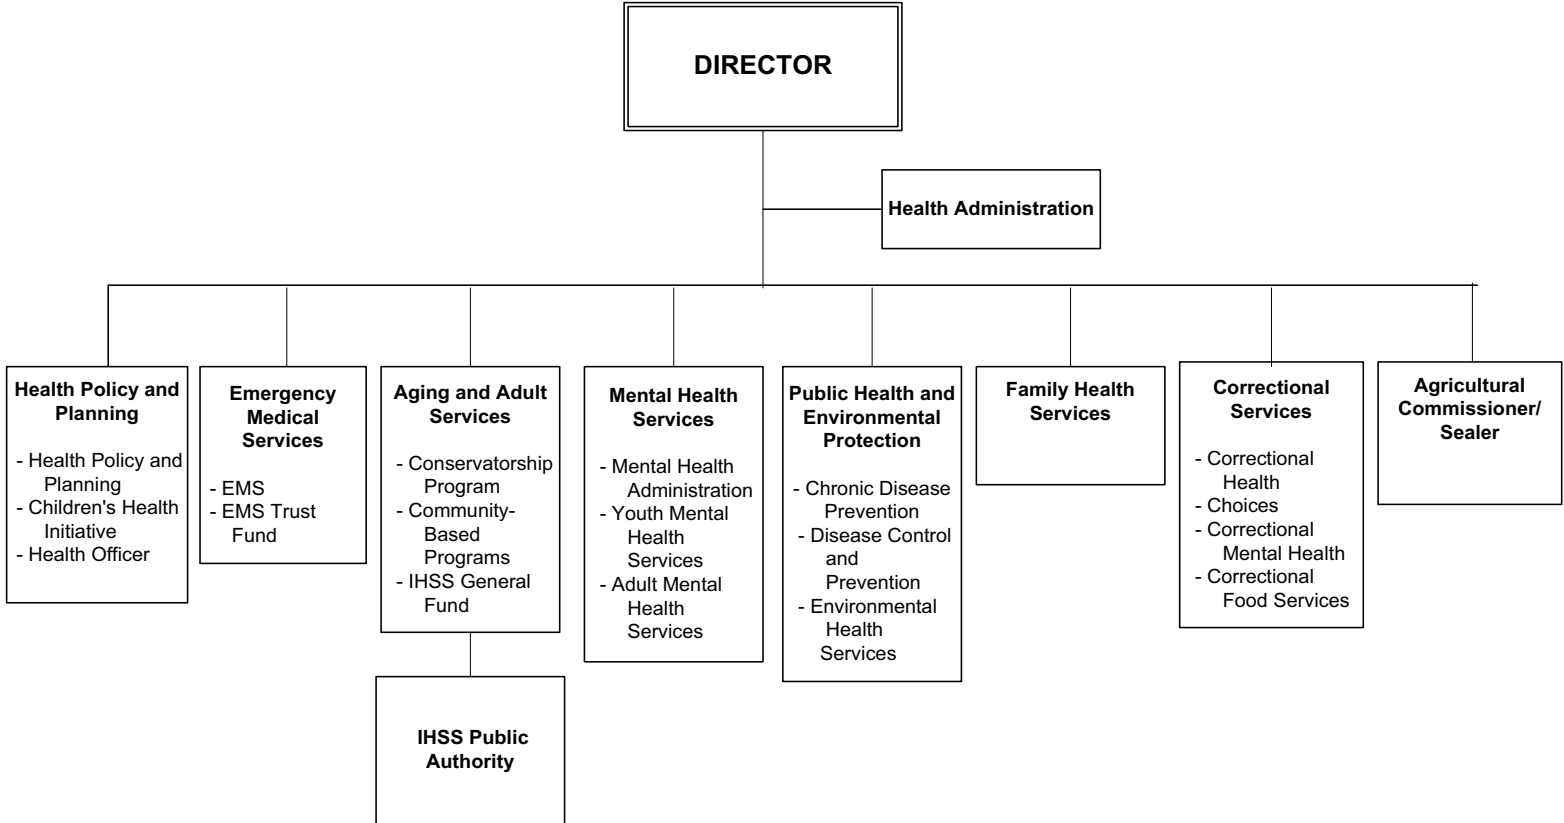 DIRECTOR
Health Administration
Health Policy and
Planning
- Health Policy and
Planning
- Children's Health
Initiative
- Health Officer
Emergency
Medical
Services
- EMS
- EMS Trust
Fund
Aging and Adult
Services
- Conservatorship
Program
- Community-
Based
Programs
- IHSS General
Fund
IHSS Public
Authority
Mental Health
Services
- Mental Health
Administration
- Youth Mental
Health
Services
- Adult Mental
Health
Services
Public Health and
Environmental
Protection
- Chronic Disease
Prevention
- Disease Control
and
Prevention
- Environmental
Health
Services
Family Health
Services
Correctional
Services
- Correctional
Health
- Choices
- Correctional
Mental Health
- Correctional
Food Services
Agricultural
Commissioner/
Sealer